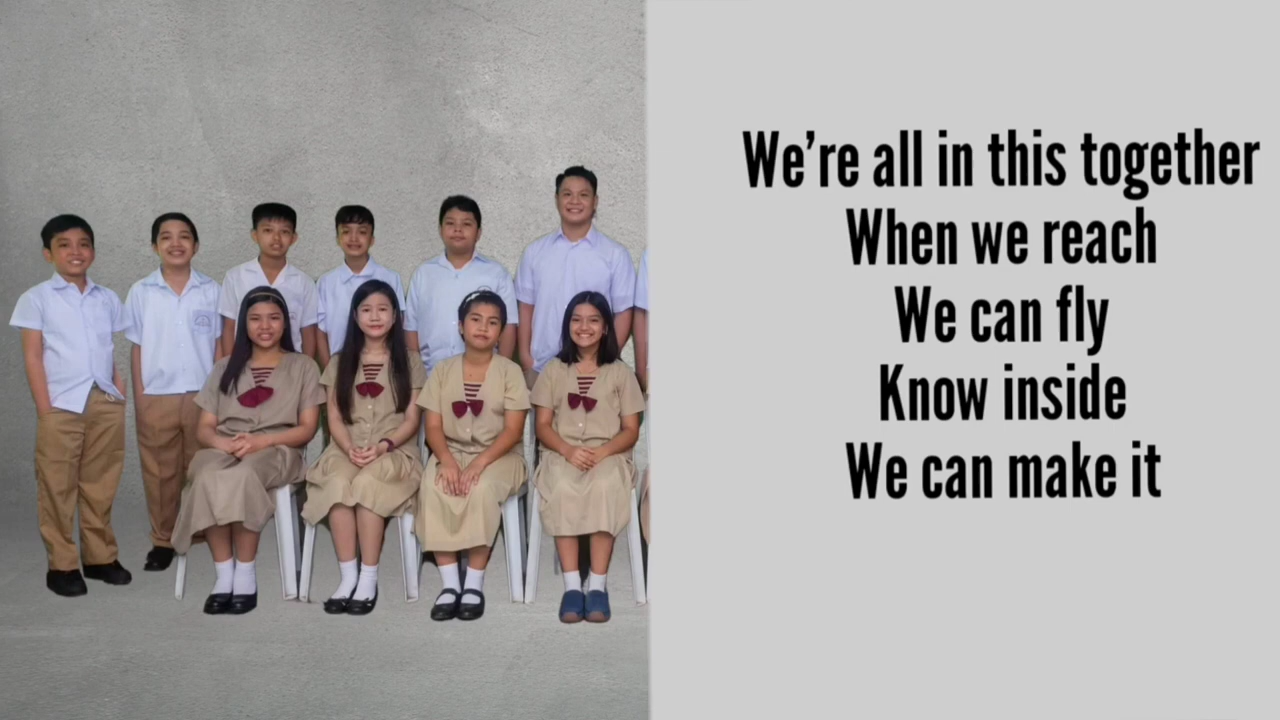 We're all in this together
When we reach
We can fly
Know inside
We can make it